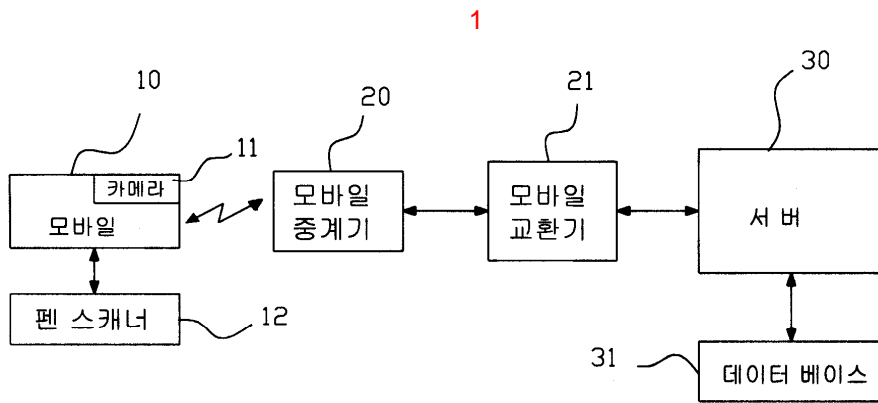 1
10
11
20
21
30
카메라
모바일
모바일
중계기
모바일
교환기
서 버
펜 스캐너
12
31
데이터 베이스